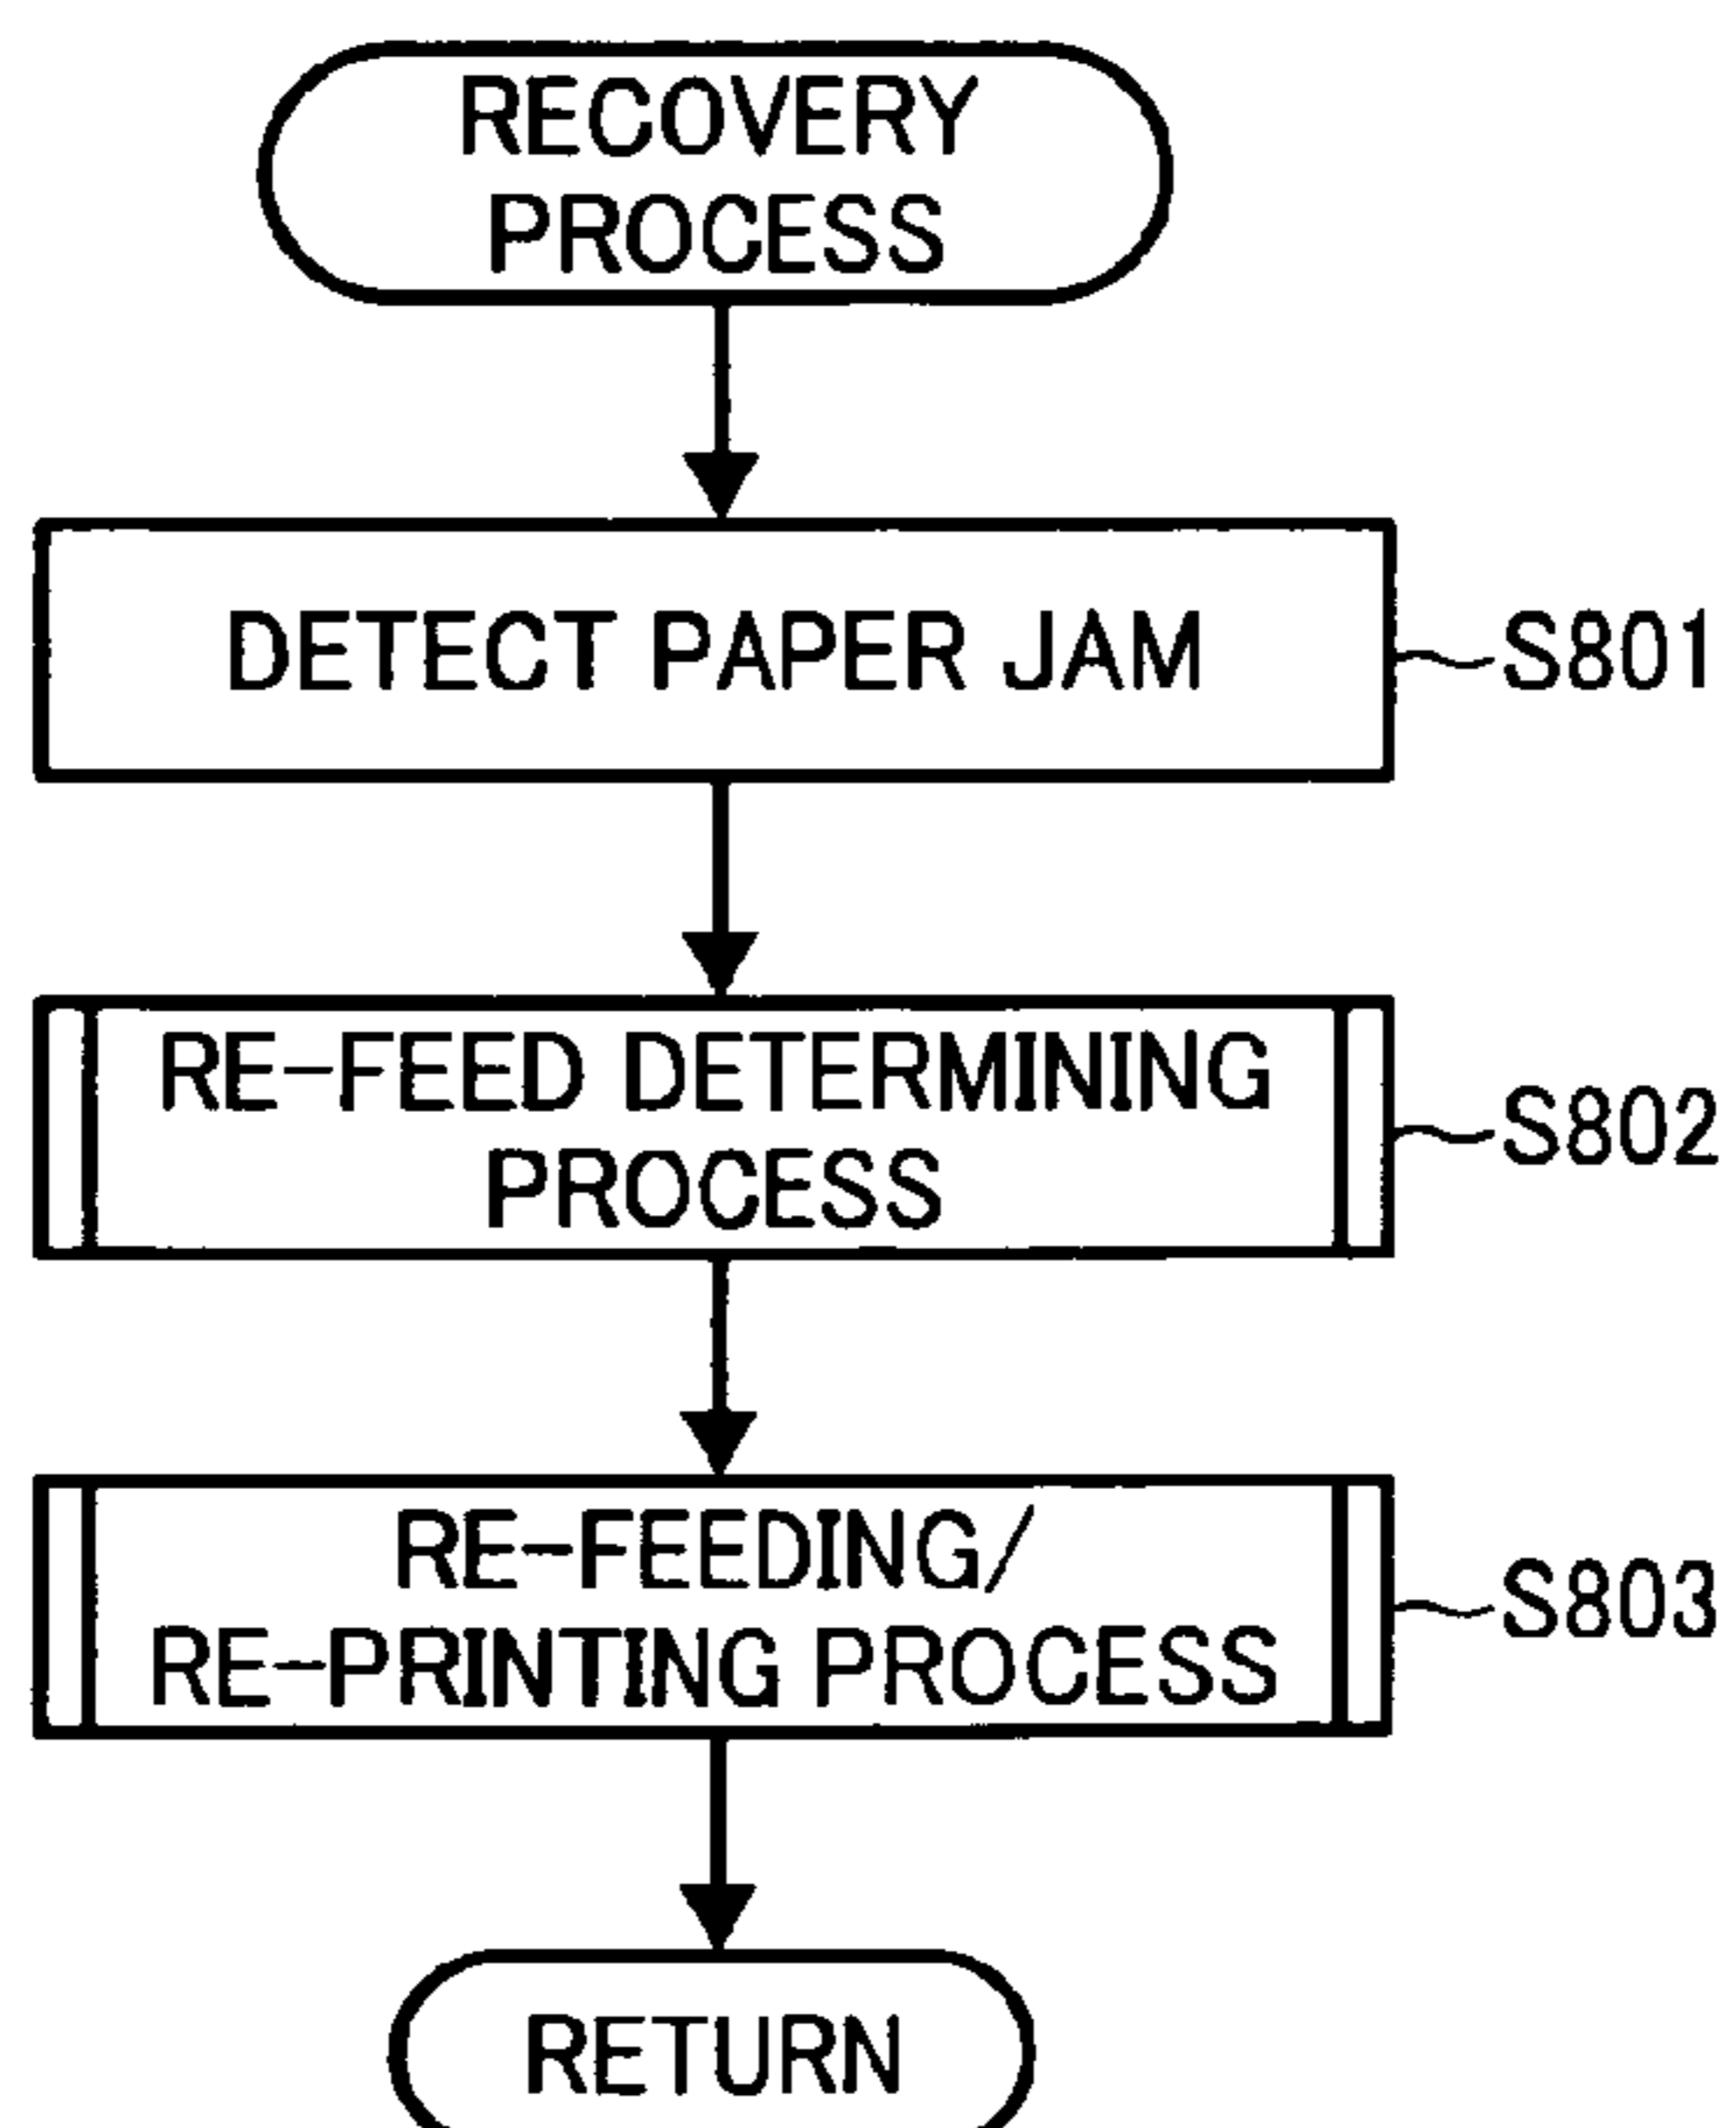 RECOVERY
PROCESS
DETECT PAPER JAM
S801
RE-FEED DETERMINING
PROCESS
S802
RE-FEEDING/
RE-PRINTING PROCESS
S803
RETURN